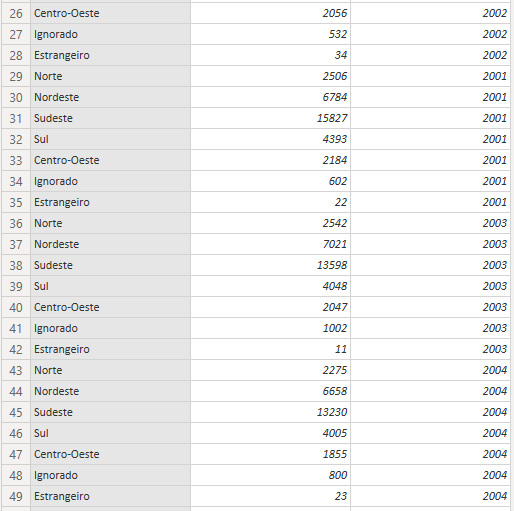 26 Centro-Oeste 2056 2002
27 Ignorado 532 2002
28 Estrangeiro 34 2002
29 Norte 2506 2001
30 Nordeste 6784 2001
31 Sudeste 15827 2001
32 Sul 4393 2001
33 Centro-Oeste 2184 2001
34 Ignorado 602 2001
35 Estrangeiro 22 2001
36 Norte 2542 2003
37 Nordeste 7021 2003
38 Sudeste 13598 2003
39 Sul 4048 2003
40 Centro-Oeste 2047 2003
41 Ignorado 1002 2003
42 Estrangeiro 11 2003
43 Norte 2275 2004
44 Nordeste 6658 2004
45 Sudeste 13230 2004
46 Sul 4005 2004
47 Centro-Oeste 1855 2004
48 Ignorado 800 2004
49 Estrangeiro 23 2004